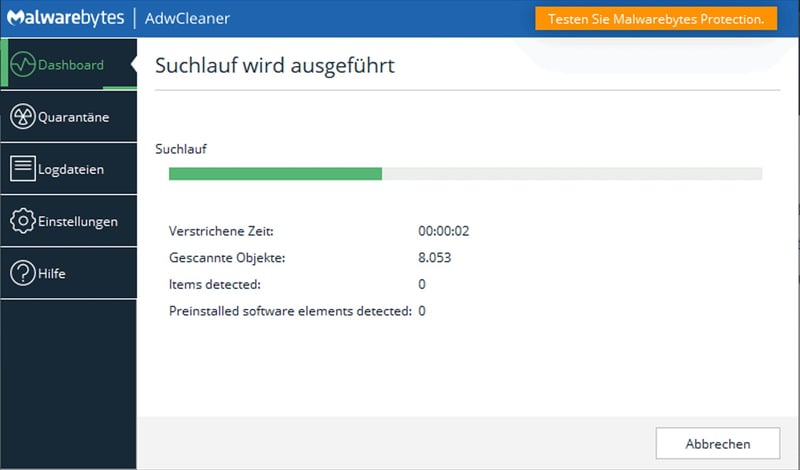 Malwarebytes | AdwCleaner
Testen Sie Malwarebytes Protection.
Dashboard
Suchlauf wird ausgeführt
Quarantäne
Suchlauf
Logdateien
Einstellungen
Verstrichene Zeit: 00:00:02
Gescannte Objekte: 8.053
Hilfe
Items detected: 0
Preinstalled software elements detected: 0
Abbrechen